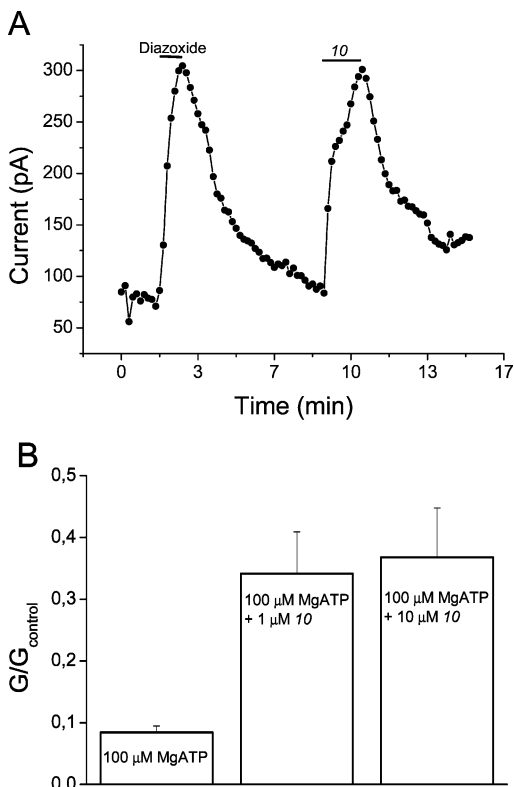 A
Diazoxide
10
300
250
200
150
100
50
Current (pA)
0
3
7
10
13
17
Time (min)
B
0,5
0,4
0,3
0,2
0,1
0,0
G/Gcontrol
100 μM MgATP
100 μM MgATP
+ 1 μM 10
100 μM MgATP
+ 10 μM 10